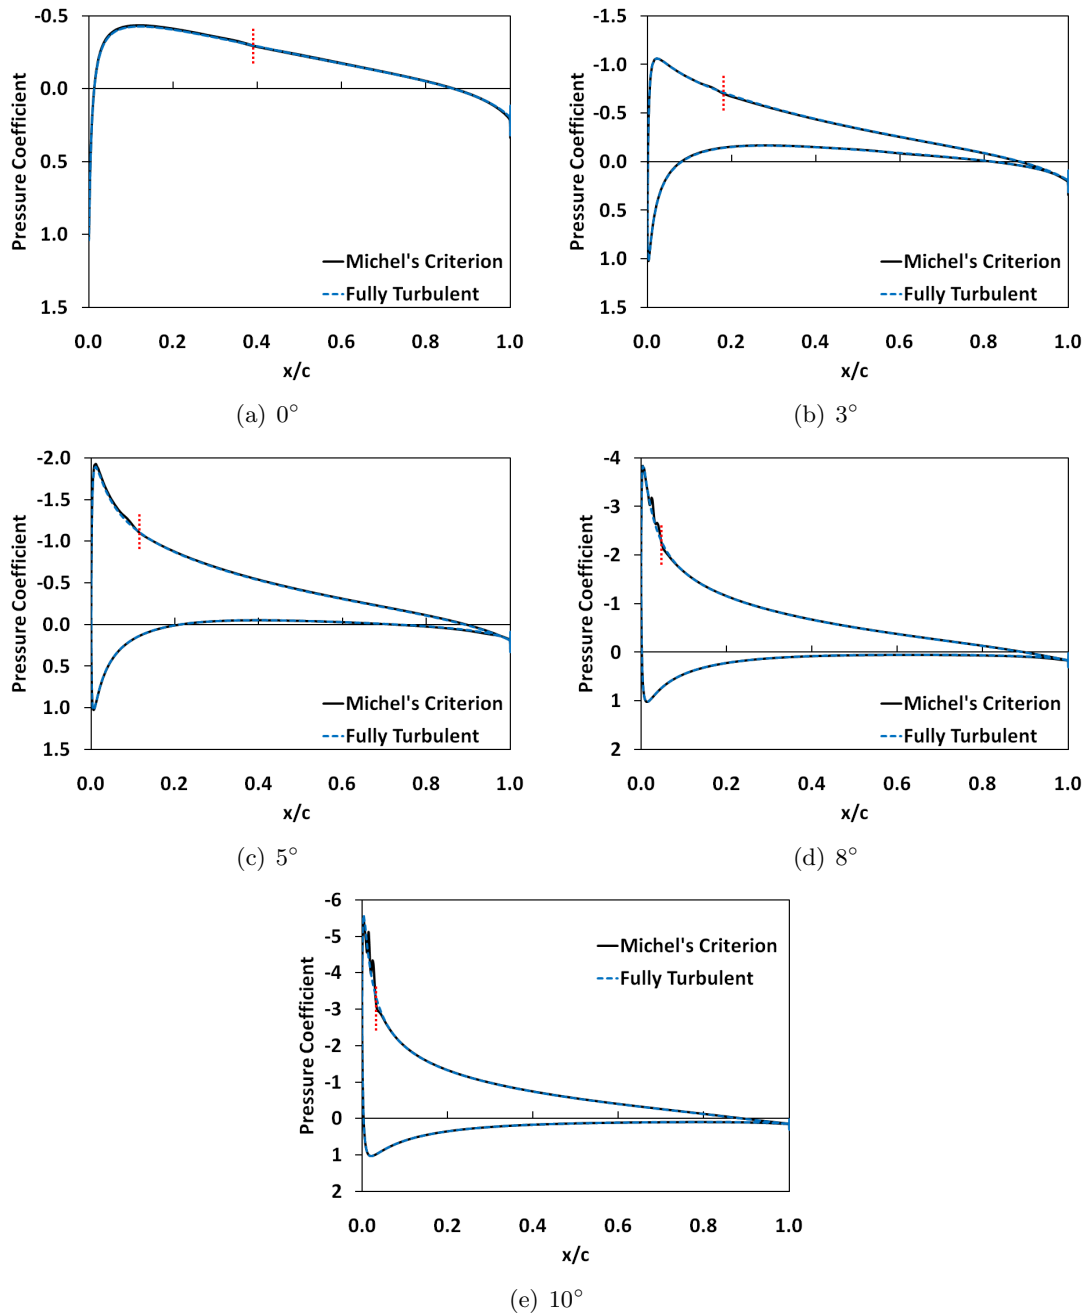 -0.5
0.0
0.5
1.0
1.5
Pressure Coefficient
Michel's Criterion
Fully Turbulent
0.0 0.2 0.4 0.6 0.8 1.0
x/c
(a) 0°
-1.5
-1.0
-0.5
0.0
0.5
1.0
1.5
Pressure Coefficient
Michel's Criterion
Fully Turbulent
0.0 0.2 0.4 0.6 0.8 1.0
x/c
(b) 3°
-2.0
-1.5
-1.0
-0.5
0.0
0.5
1.0
1.5
Pressure Coefficient
Michel's Criterion
Fully Turbulent
0.0 0.2 0.4 0.6 0.8 1.0
x/c
(c) 5°
-4
-3
-2
-1
0
1
2
Pressure Coefficient
Michel's Criterion
Fully Turbulent
0.0 0.2 0.4 0.6 0.8 1.0
x/c
(d) 8°
-6
-5
-4
-3
-2
-1
0
1
2
Pressure Coefficient
Michel's Criterion
Fully Turbulent
0.0 0.2 0.4 0.6 0.8 1.0
x/c
(e) 10°